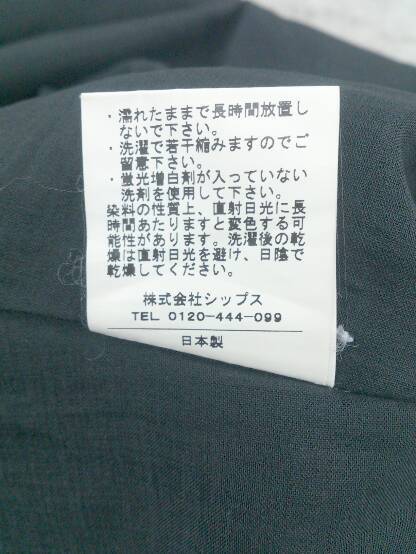 ・濡れたままで長時間放置し
ないで下さい。
・洗濯で若干縮みますのでご
留意下さい。
・蛍光増白剤が入っていない
洗剤を使用して下さい。
染料の性質上、直射日光に長
時間あたりますと変色する可
能性があります。洗濯後の乾
燥は直射日光を避け、日陰で
乾燥してください。
株式会社シップス
TEL 0120-444-099
日本製